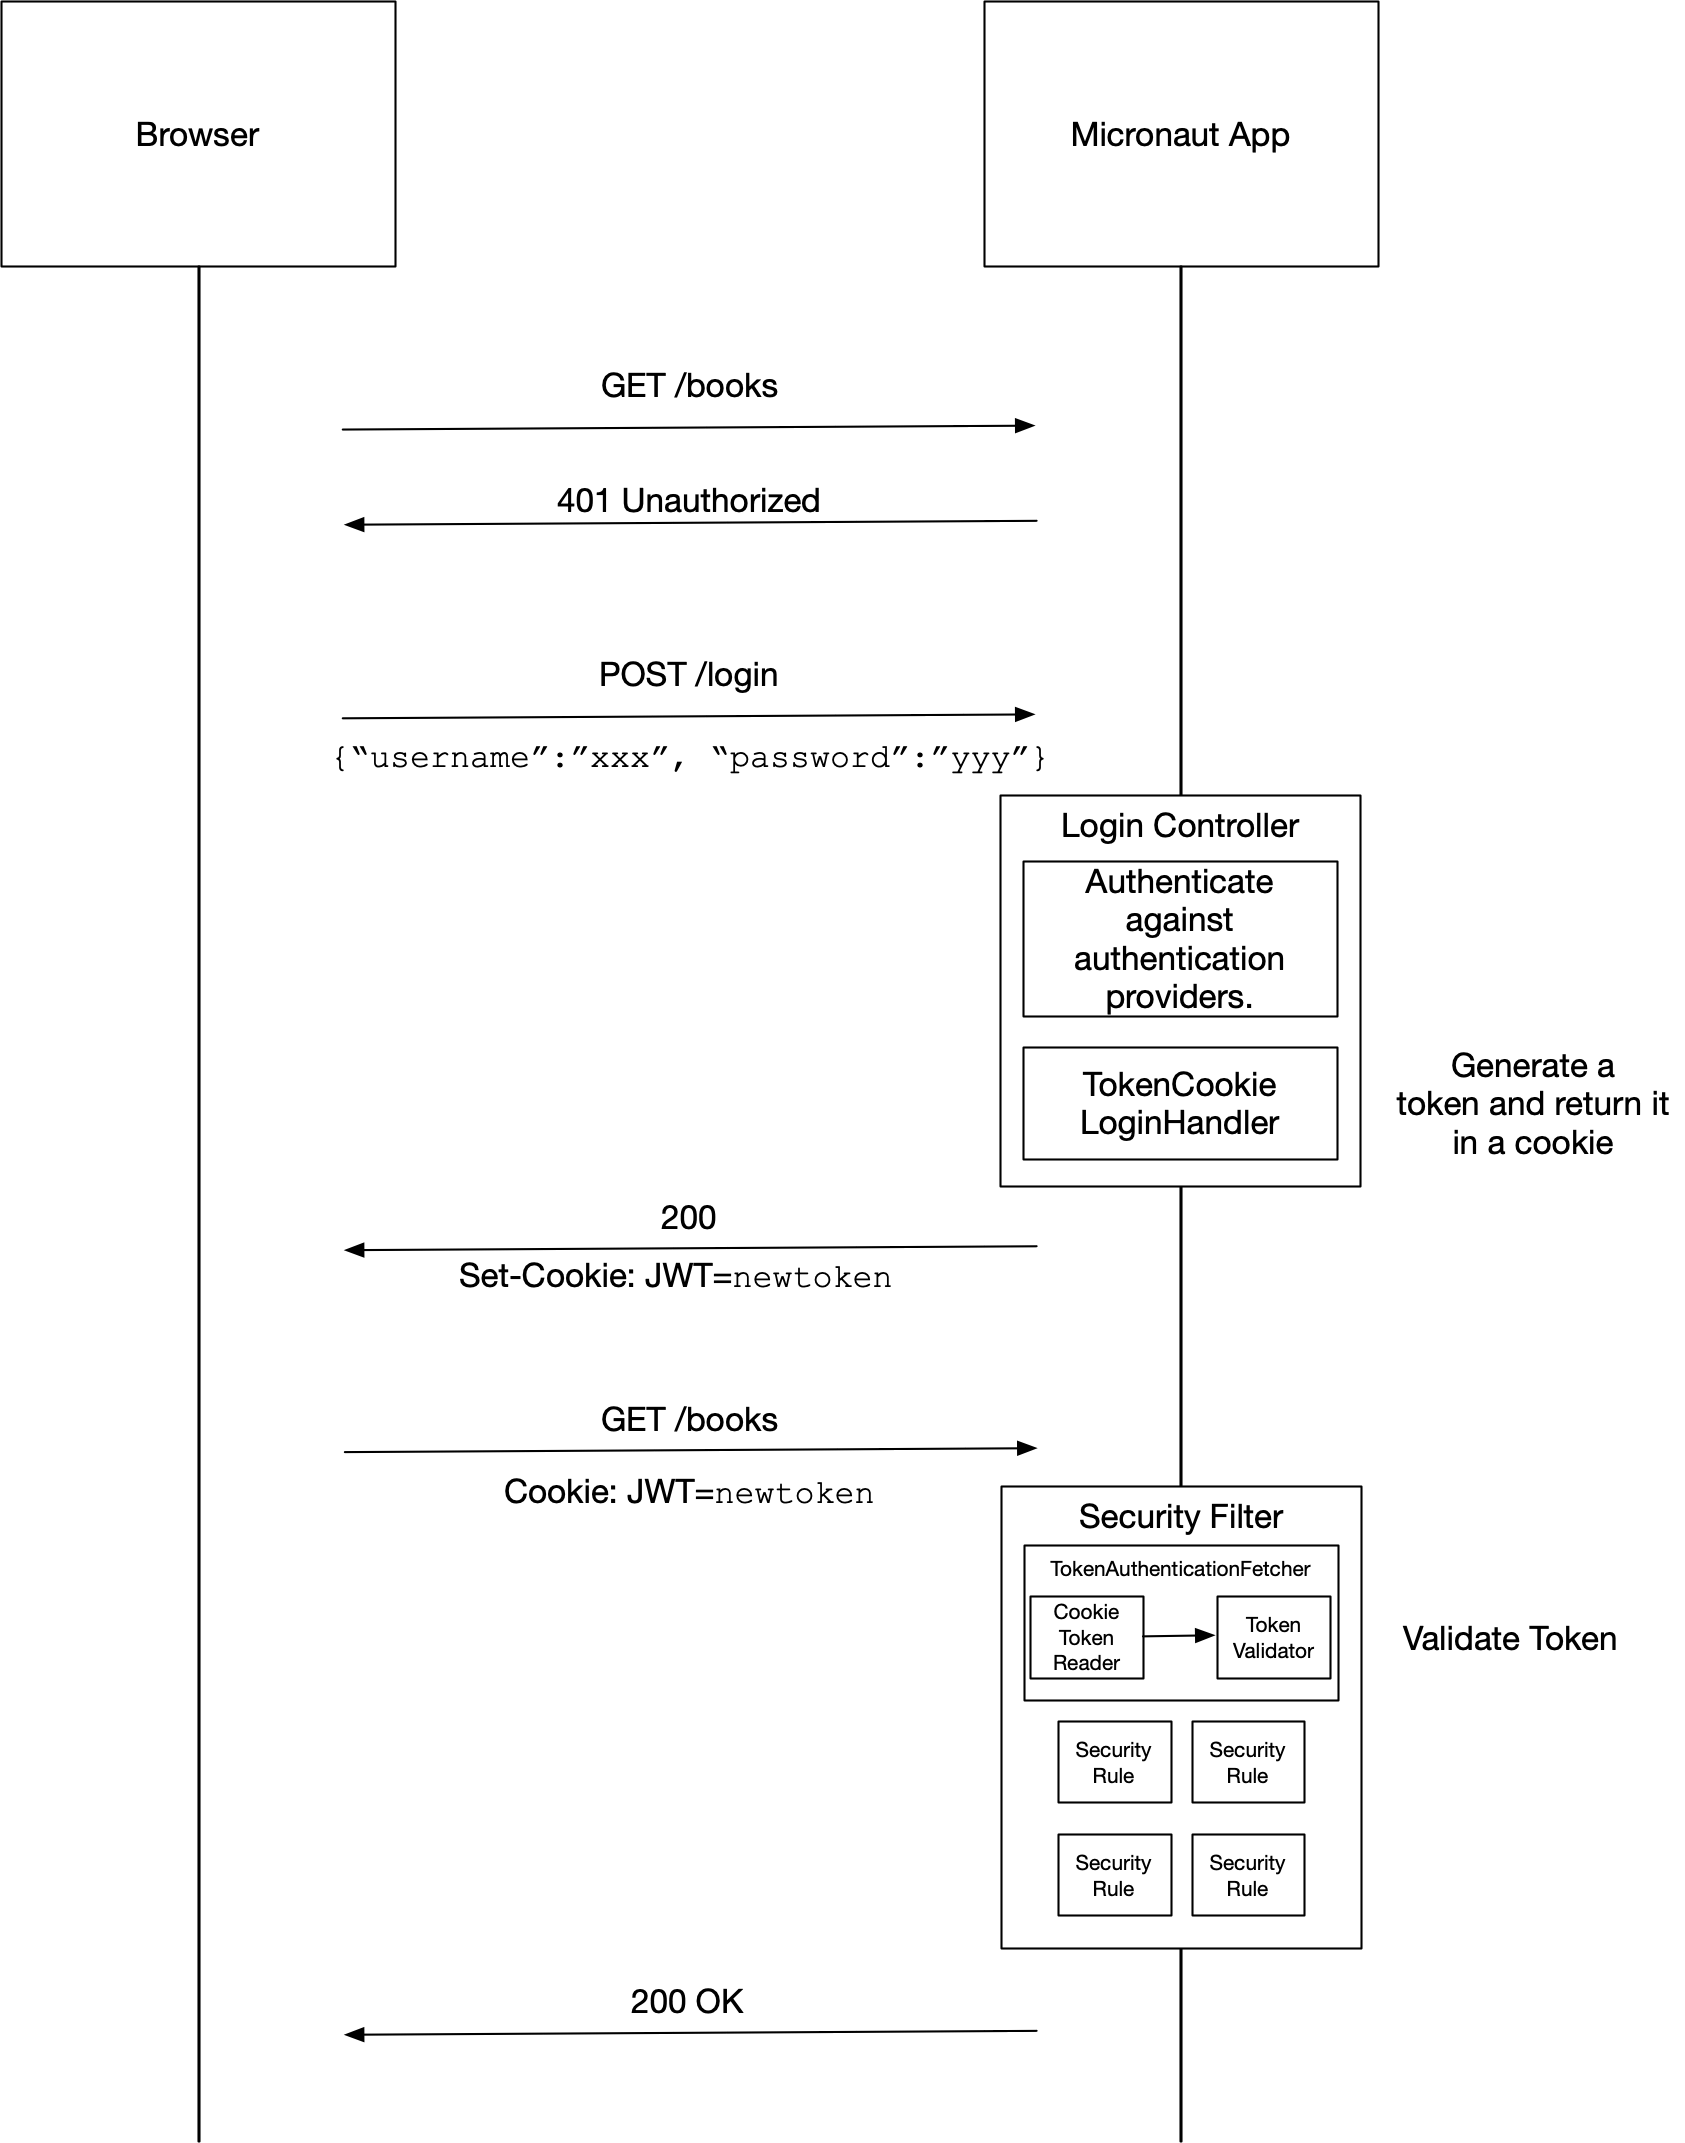 Browser
Micronaut App
GET /books
401 Unauthorized
POST /login
{“username”:”xxx”, “password”:”yyy”}
Login Controller
Authenticate
against
authentication
providers.
TokenCookie
LoginHandler
Generate a
token and return it
in a cookie
200
Set-Cookie: JWT=newtoken
GET /books
Cookie: JWT=newtoken
Security Filter
TokenAuthenticationFetcher
Cookie
Token
Reader
Token
Validator
Validate Token
Security
Rule
Security
Rule
Security
Rule
Security
Rule
200 OK